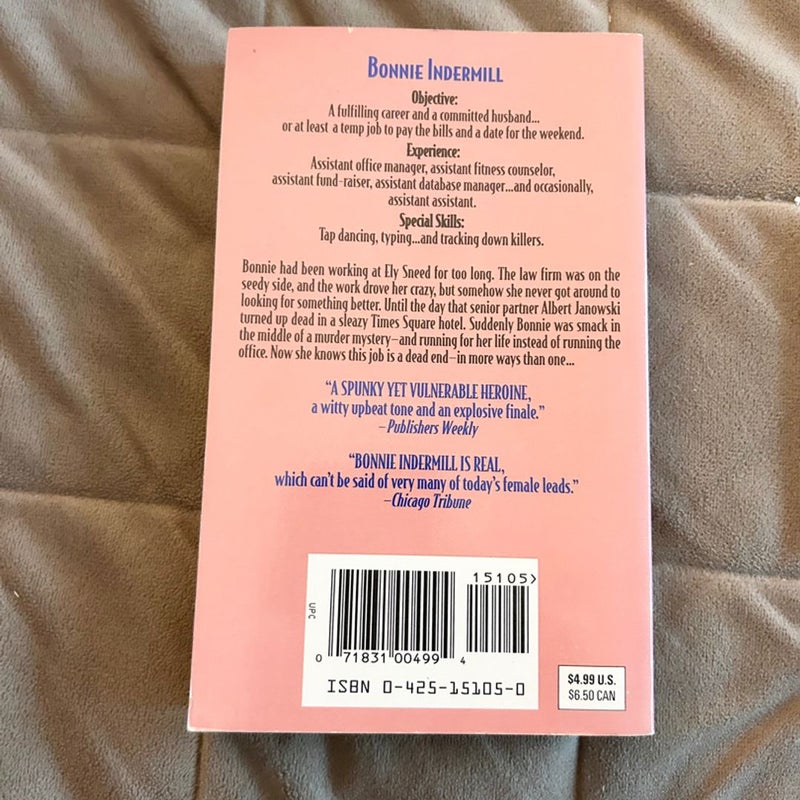 BONNIE INDERMILL
Objective:
A fulfilling career and a committed husband...
or at least a temp job to pay the bills and a date for the weekend.
Experience:
Assistant office manager, assistant fitness counselor,
assistant fund-raiser, assistant database manager...and occasionally,
assistant assistant.
Special Skills:
Tap dancing, typing...and tracking down killers.
Bonnie had been working at Ely Sneed for too long. The law firm was on the
seedy side, and the work drove her crazy, but somehow she never got around to
looking for something better. Until the day that senior partner Albert Janowski
turned up dead in a sleazy Times Square hotel. Suddenly Bonnie was smack in
the middle of a murder mystery—and running for her life instead of running the
office. Now she knows this job is a dead end—in more ways than one...
“A SPUNKY YET VULNERABLE HEROINE,
a witty upbeat tone and an explosive finale.”
—Publishers Weekly
“BONNIE INDERMILL IS REAL,
which can’t be said of very many of today’s female leads.”
—Chicago Tribune
15105>
UPC
0 71831 00499 4
ISBN 0-425-15105-0
$4.99 U.S.
$6.50 CAN